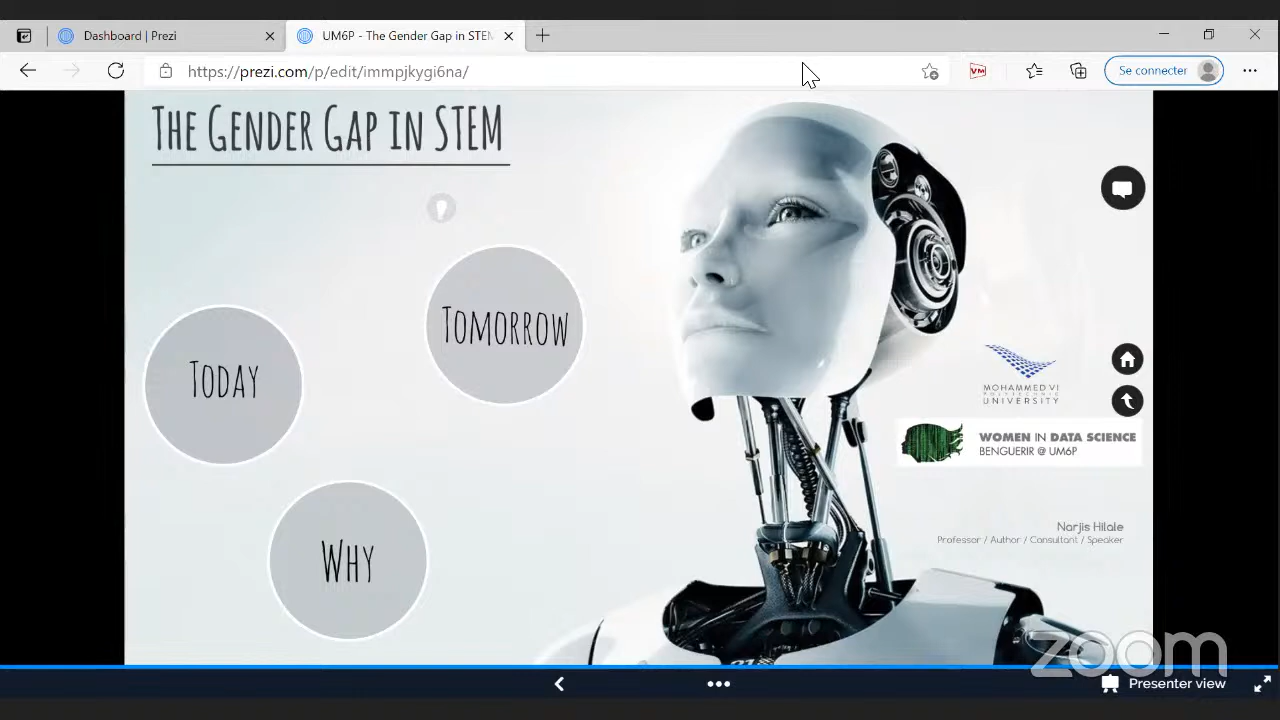 Dashboard | Prezi
UM6P - The Gender Gap in STEM
https://prezi.com/p/edit/immpjkygi6na/
VM
Se connecter
THE GENDER GAP IN STEM
TOMORROW
TODAY
WHY
MOHAMMED VI
POLYTECHNIC
UNIVERSITY
WOMEN IN DATA SCIENCE
BENGUERIR @ UM6P
Narjis Hilale
Professor / Author / Consultant / Speaker
zoom
Presenter view